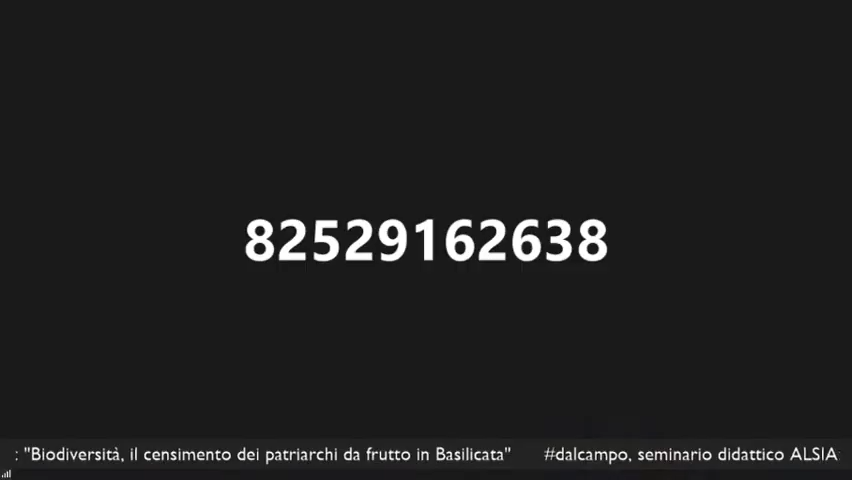 82529162638
: "Biodiversità, il censimento dei patriarchi da frutto in Basilicata" #dalcampo, seminario didattico ALSIA